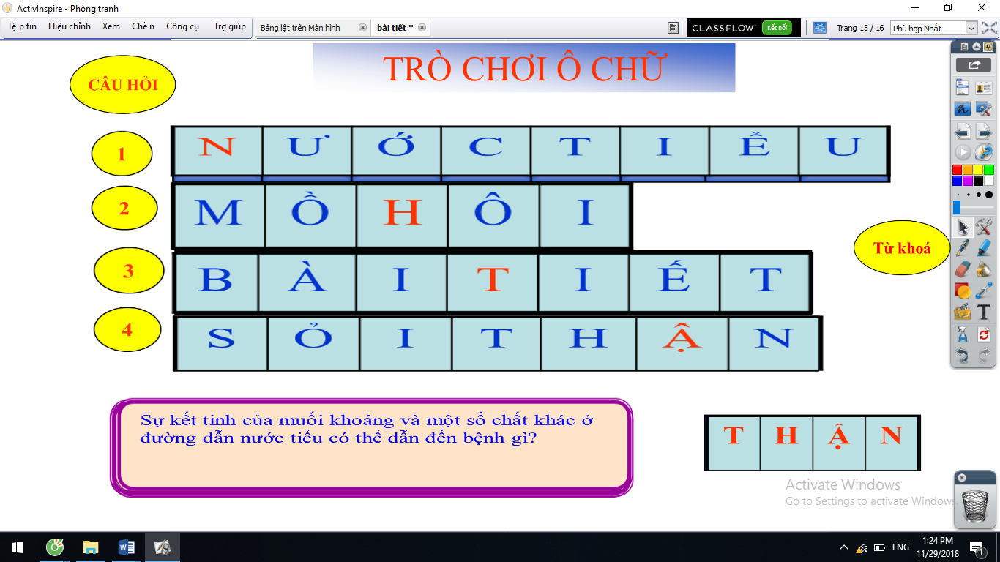 ActivInspire - Phòng tranh
Tệp tin Hiệu chỉnh Xem Chèn Công cụ Trợ giúp
Bảng lật trên Màn hình
bài tiết *
CLASSFLOW Kết nối
Trang 15 / 16
Phù hợp Nhất
TRÒ CHƠI Ô CHỮ
CÂU HỎI
1
N Ư Ớ C T I Ể U
2
M Ồ H Ô I
3
B À I T I Ế T
4
S Ỏ I T H Ậ N
Từ khoá
Sự kết tinh của muối khoáng và một số chất khác ở
đường dẫn nước tiểu có thể dẫn đến bệnh gì?
T H Ậ N
Activate Windows
Go to Settings to activate Windows.
ENG
1:24 PM
11/29/2018
1